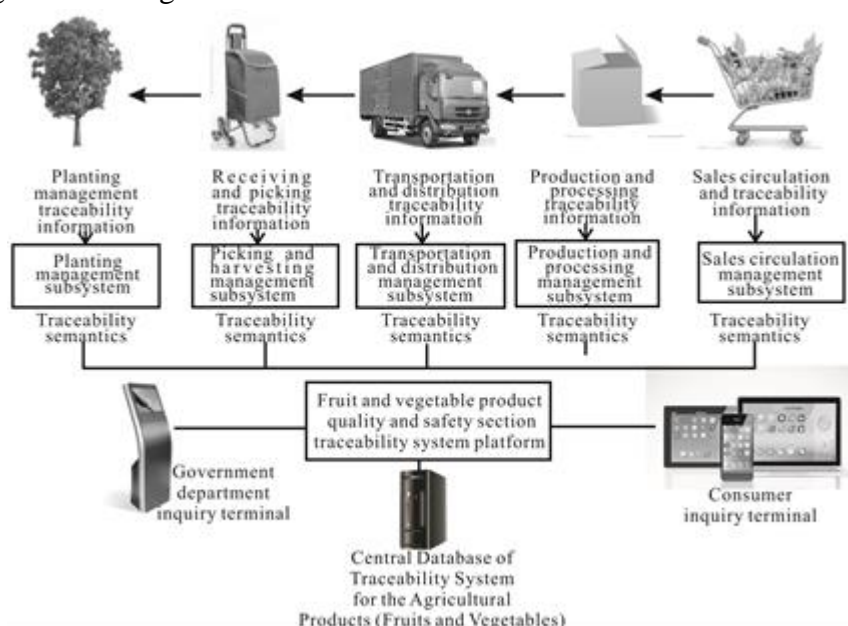 Planting
management
traceability
information
Receiving
and picking
traceability
information
Transportation
and distribution
traceability
information
Production and
processing
traceability
information
Sales circulation
and traceability
information
Planting
management
subsystem
Picking and
harvesting
management
subsystem
Transportation
and distribution
management
subsystem
Production and
processing
management
subsystem
Sales circulation
management
subsystem
Traceability
semantics
Traceability
semantics
Traceability
semantics
Traceability
semantics
Traceability
semantics
Fruit and vegetable product
quality and safety section
traceability system platform
Government
department
inquiry terminal
Consumer
inquiry terminal
Central Database of
Traceability System
for the Agricultural
Products (Fruits and Vegetables)